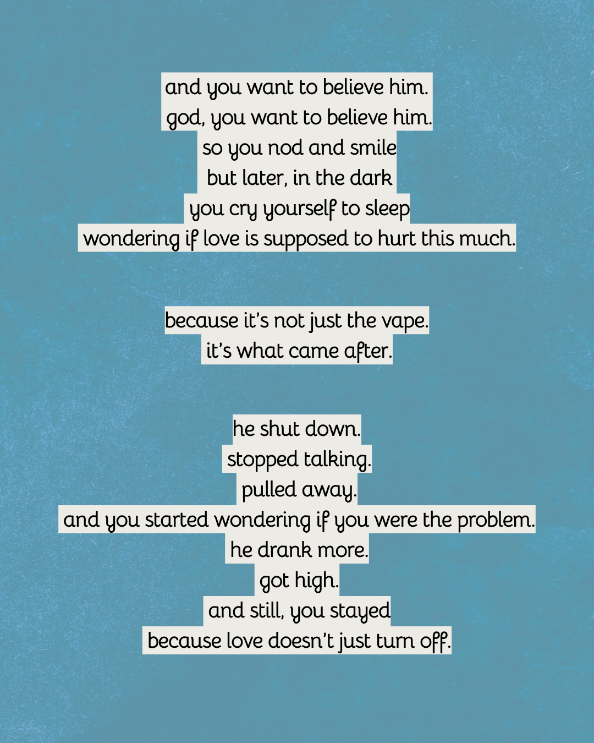 and you want to believe him.
god, you want to believe him.
so you nod and smile
but later, in the dark
you cry yourself to sleep
wondering if love is supposed to hurt this much.
because it's not just the vape.
it's what came after.
he shut down.
stopped talking.
pulled away.
and you started wondering if you were the problem.
he drank more.
got high.
and still, you stayed
because love doesn't just turn off.